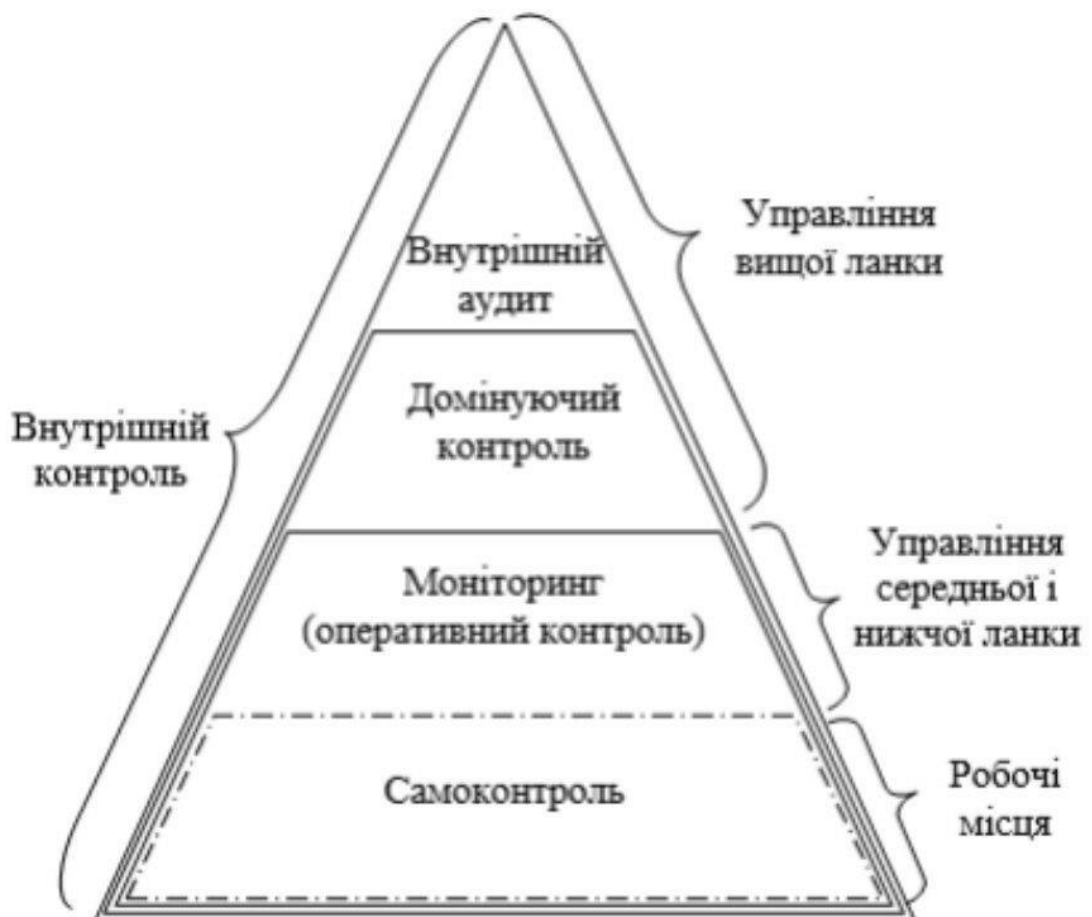 Управління
вищої ланки
Внутрішній
аудит
Домінуючий
контроль
Внутрішній
контроль
Управління
середньої і
нижчої ланки
Моніторинг
(оперативний контроль)
Самоконтроль
Робочі
місця